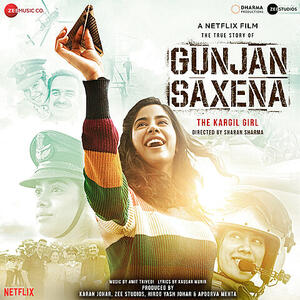 ZEE MUSIC CO.
DHARMA
PRODUCTIONS
ZEE STUDIOS
A NETFLIX FILM
THE TRUE STORY OF
GUNJAN
SAXENA
THE KARGIL GIRL
DIRECTED BY SHARAN SHARMA
MUSIC BY AMIT TRIVEDI LYRICS BY KAUSAR MUNIR
PRODUCED BY
KARAN JOHAR, ZEE STUDIOS, HIROO YASH JOHAR & APOORVA MEHTA
NETFLIX